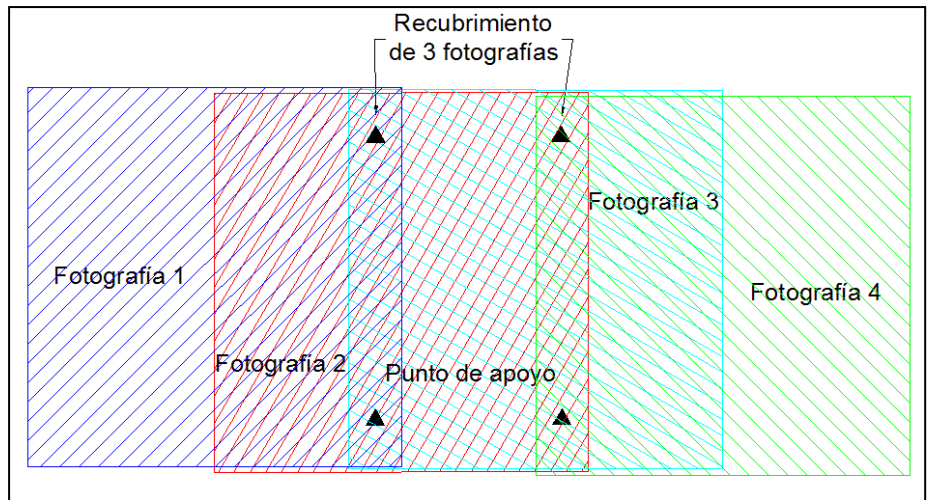 Recubrimiento
de 3 fotografías
Fotografía 3
Fotografía 1
Fotografía 4
Fotografía 2
Punto de apoyo